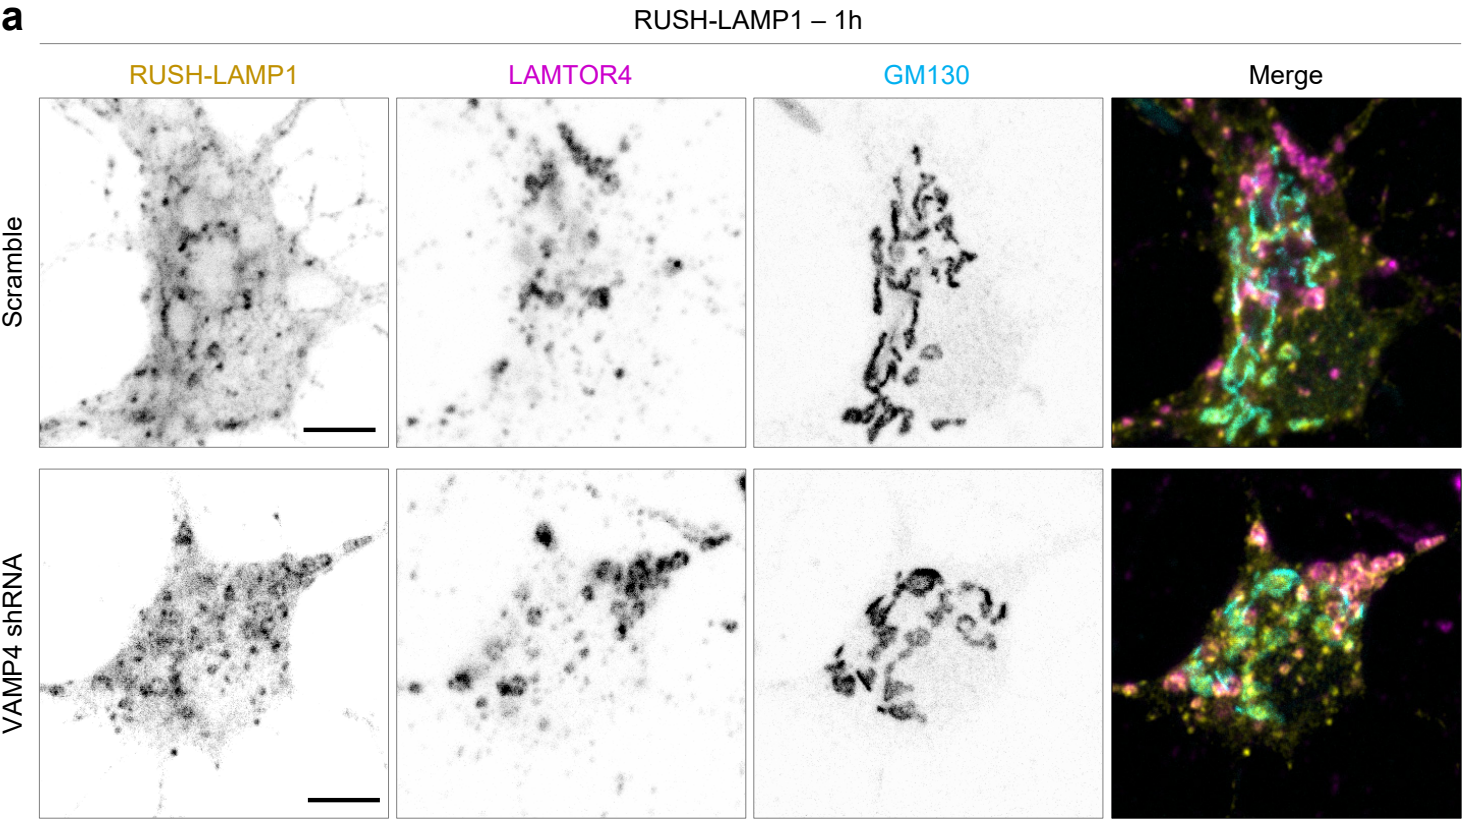 a
RUSH-LAMP1 – 1h
RUSH-LAMP1
LAMTOR4
GM130
Merge
Scramble
VAMP4 shRNA